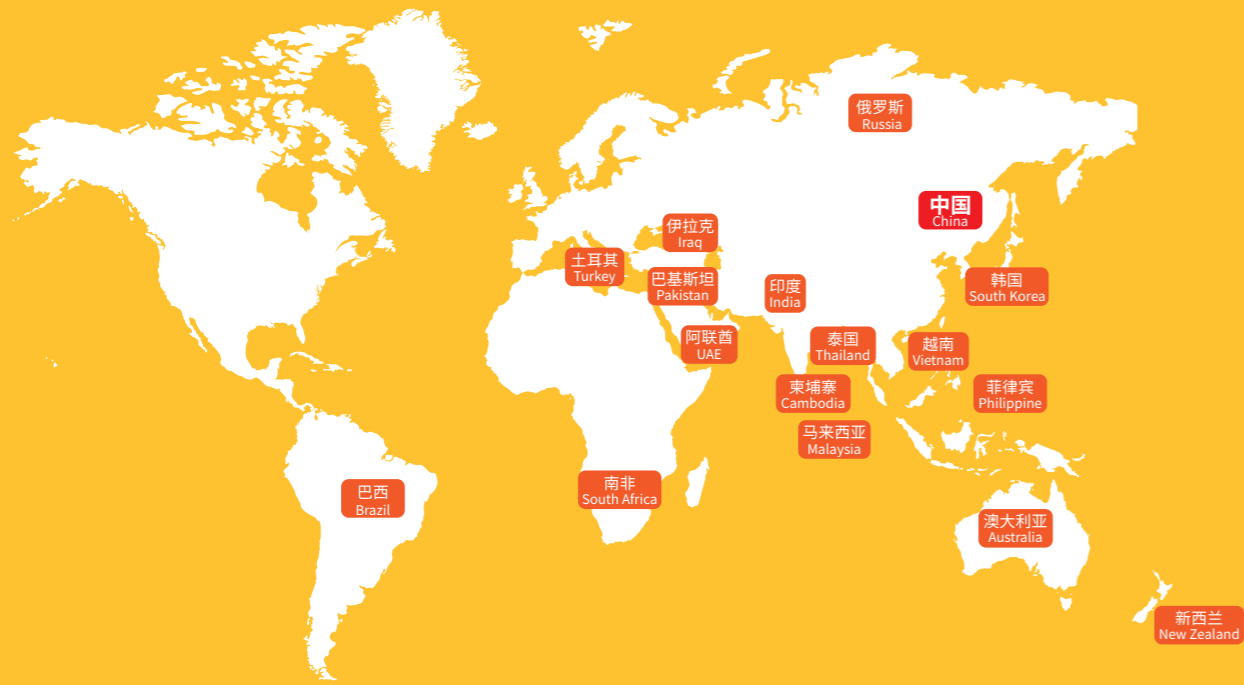 俄罗斯
Russia
中国
China
伊拉克
Iraq
土耳其
Turkey
巴基斯坦
Pakistan
印度
India
韩国
South Korea
阿联酋
UAE
泰国
Thailand
越南
Vietnam
柬埔寨
Cambodia
菲律宾
Philippine
马来西亚
Malaysia
巴西
Brazil
南非
South Africa
澳大利亚
Australia
新西兰
New Zealand